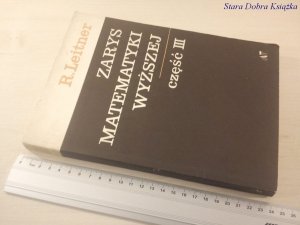 Stara Dobra Książka
R. Leitner
ZARYS
MATEMATYKI
WYŻSZEJ
CZĘŚĆ III